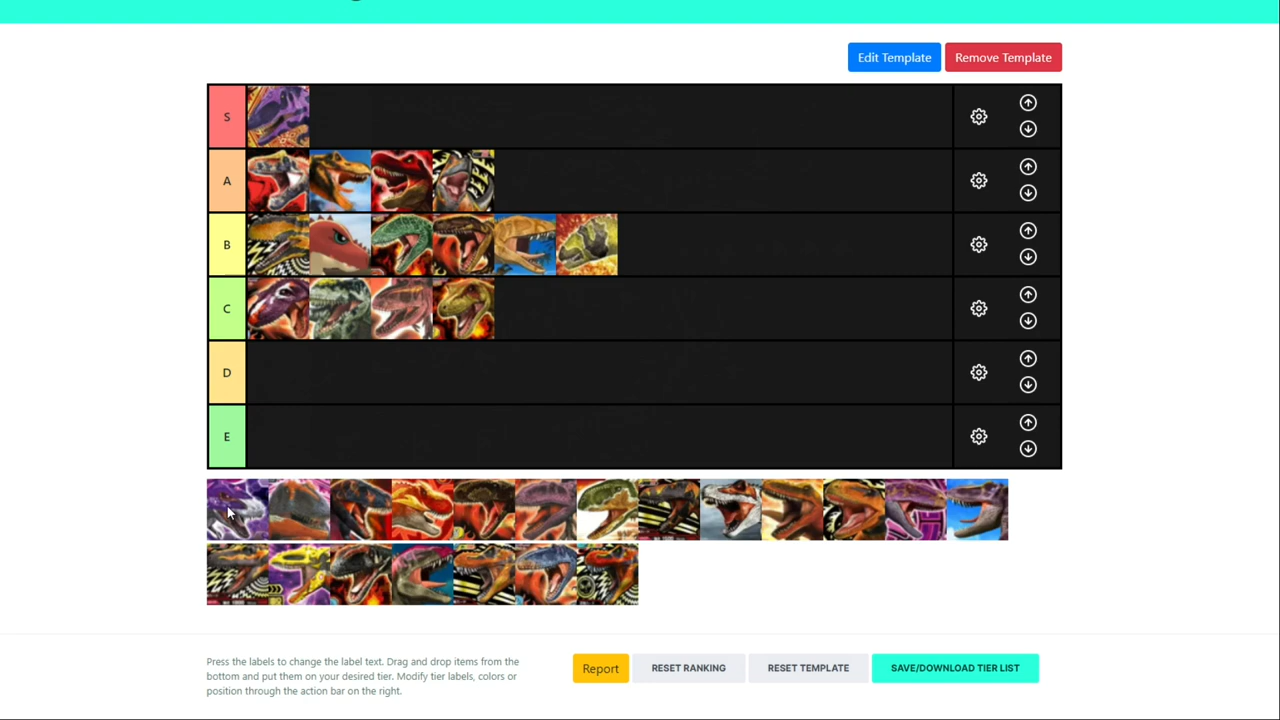 Edit Template Remove Template
S
A
B
C
D
E
Press the labels to change the label text. Drag and drop items from the
bottom and put them on your desired tier. Modify tier labels, colors or
position through the action bar on the right.
Report RESET RANKING RESET TEMPLATE SAVE/DOWNLOAD TIER LIST